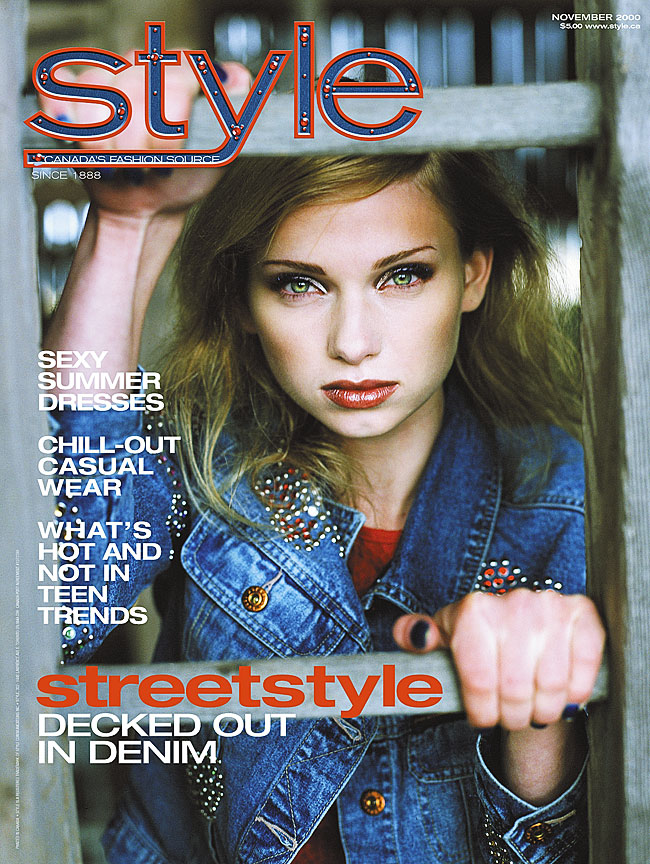 NOVEMBER 2000
$5.00 www.style.ca
style
CANADA'S FASHION SOURCE
SINCE 1888
SEXY
SUMMER
DRESSES
CHILL-OUT
CASUAL
WEAR
WHAT'S
HOT AND
NOT IN
TEEN
TRENDS
streetstyle
DECKED OUT
IN DENIM